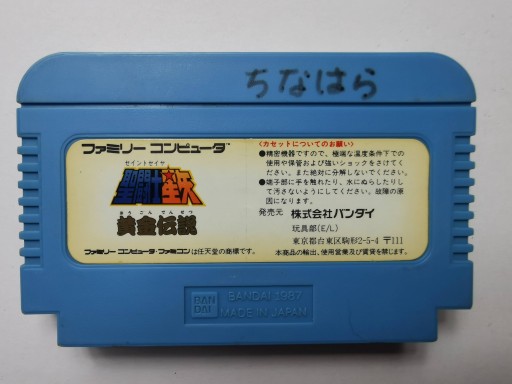 ちなはら
ファミリー コンピュータ™
セイントセイヤ
聖闘士星矢
おうごんでんせつ
黄金伝説
ファミリーコンピュータ・ファミコンは任天堂の商標です。
〈カセットについてのお願い〉
●精密機器ですので、極端な温度条件下での
使用や保管および強いショックをさけてく
ださい。また絶対に分解しないでください。
●端子部に手を触れたり、水にぬらしたりし
て汚さないようにしてください。故障の原
因になります。
発売元 株式会社バンダイ
玩具部(E/L)
東京都台東区駒形2-5-4 〒111
本商品の輸出、使用営業及び賃貸を禁じます。
BAN
DAI
BANDAI 1987
MADE IN JAPAN